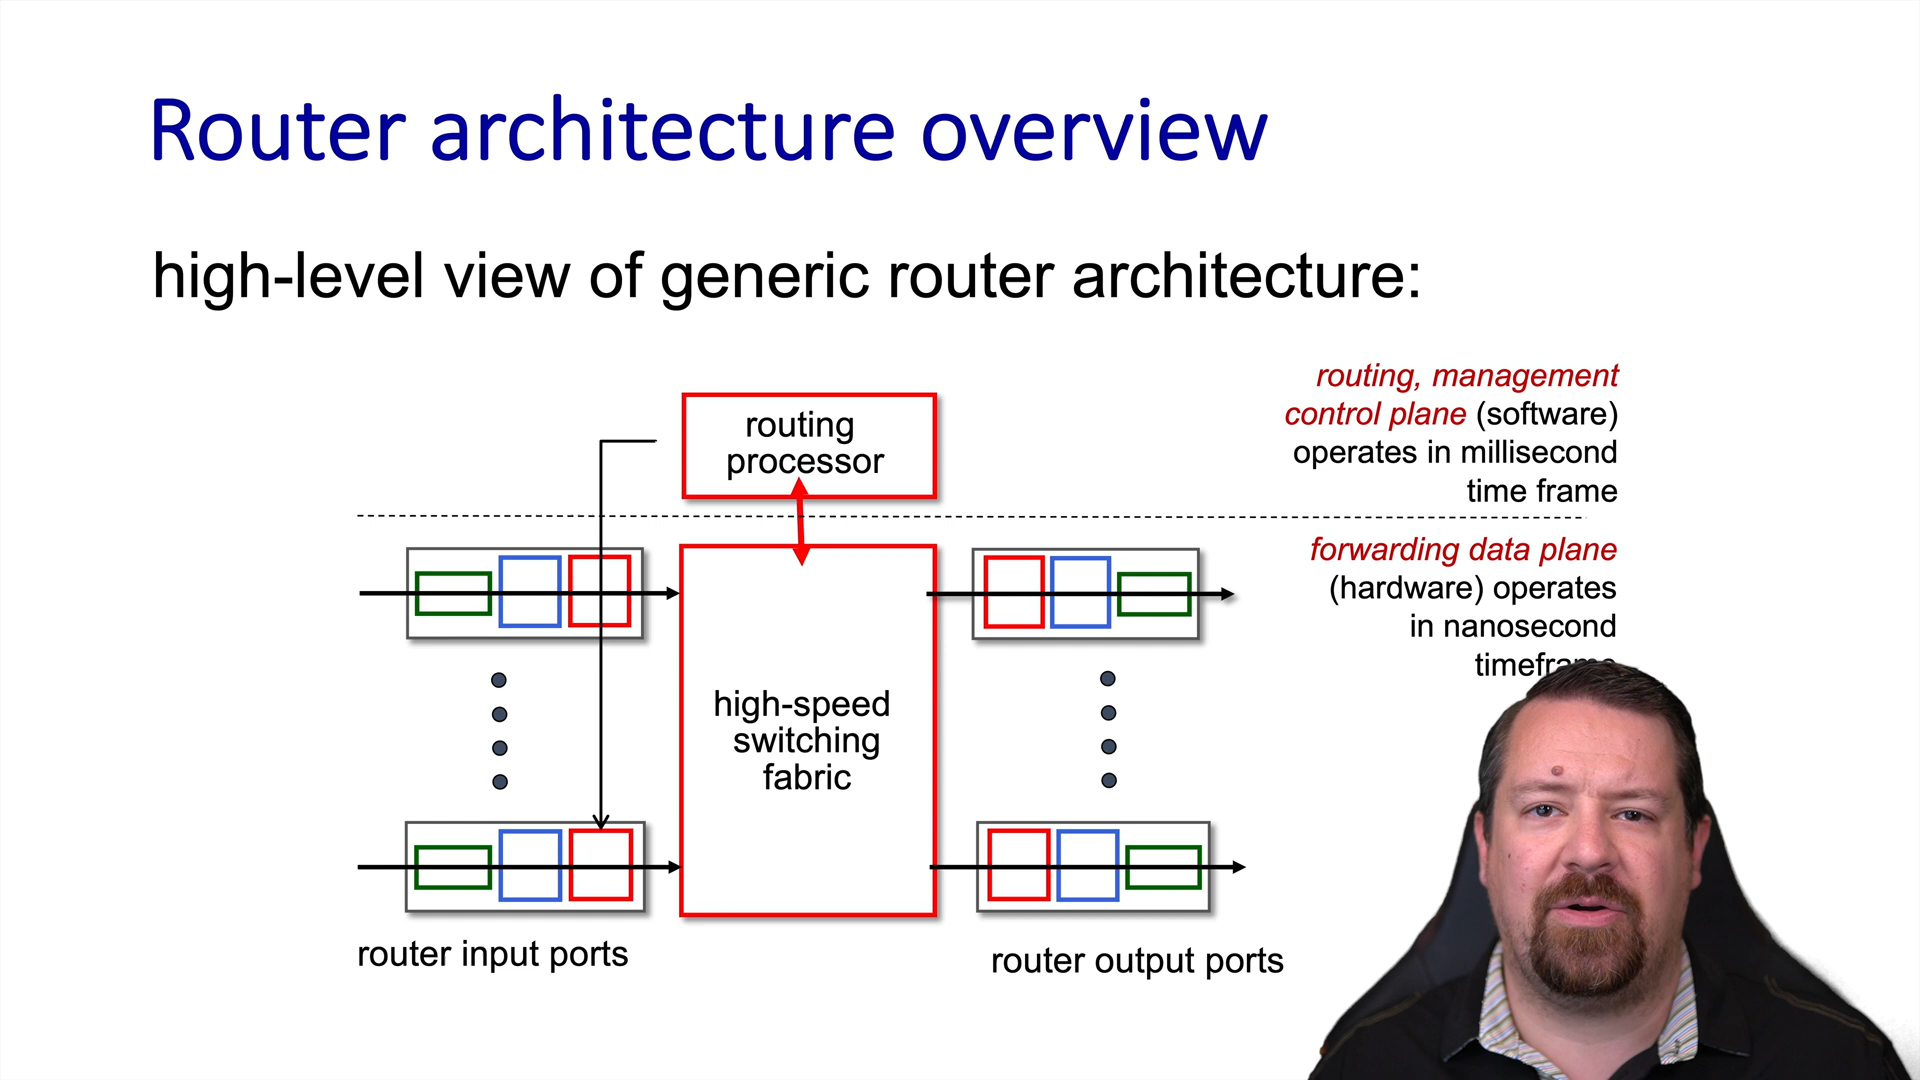 Router architecture overview
high-level view of generic router architecture:
routing, management
control plane (software)
operates in millisecond
time frame
routing
processor
forwarding data plane
(hardware) operates
in nanosecond
timeframe
high-speed
switching
fabric
router input ports
router output ports